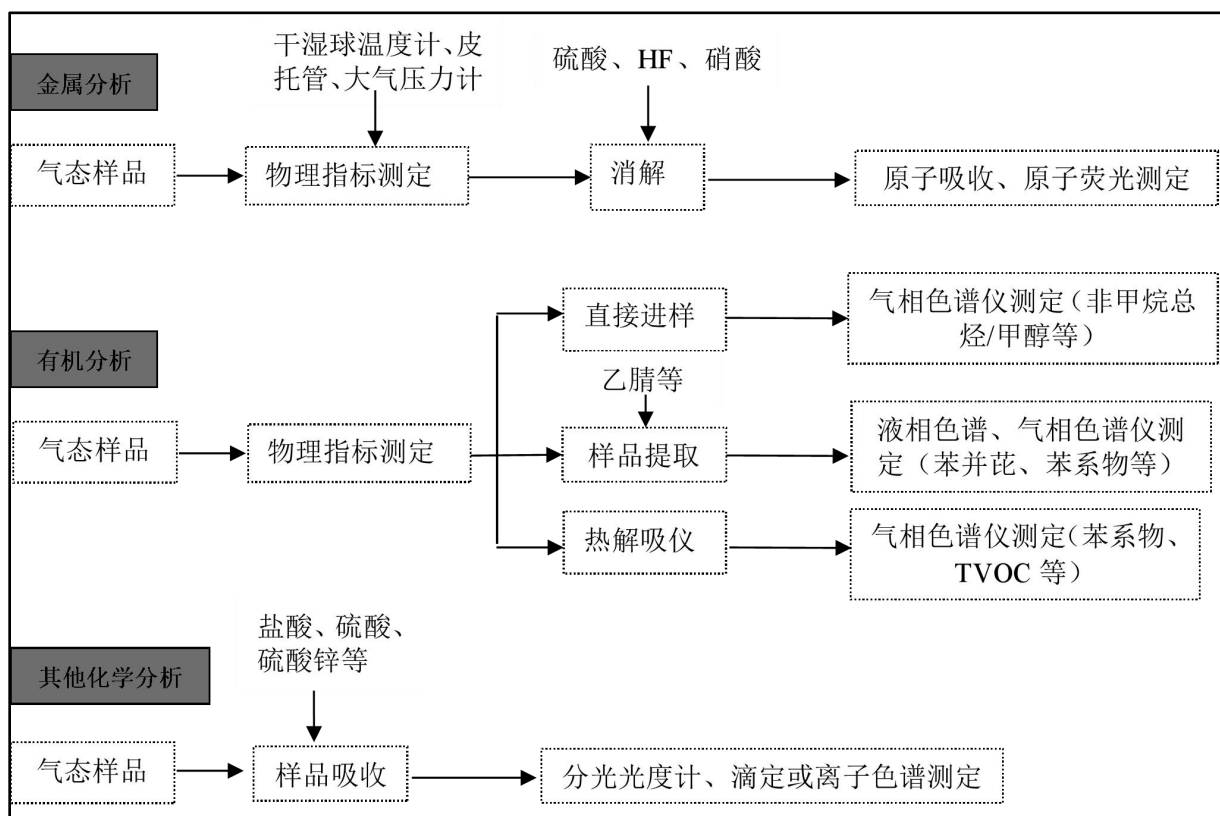 金属分析
干湿球温度计、皮
托管、大气压力计
硫酸、HF、硝酸
气态样品
物理指标测定
消解
原子吸收、原子荧光测定
有机分析
直接进样
气相色谱仪测定（非甲烷总
烃/甲醇等）
乙腈等
气态样品
物理指标测定
样品提取
液相色谱、气相色谱仪测
定（苯并芘、苯系物等）
热解吸仪
气相色谱仪测定（苯系物、
TVOC 等）
其他化学分析
盐酸、硫酸、
硫酸锌等
气态样品
样品吸收
分光光度计、滴定或离子色谱测定